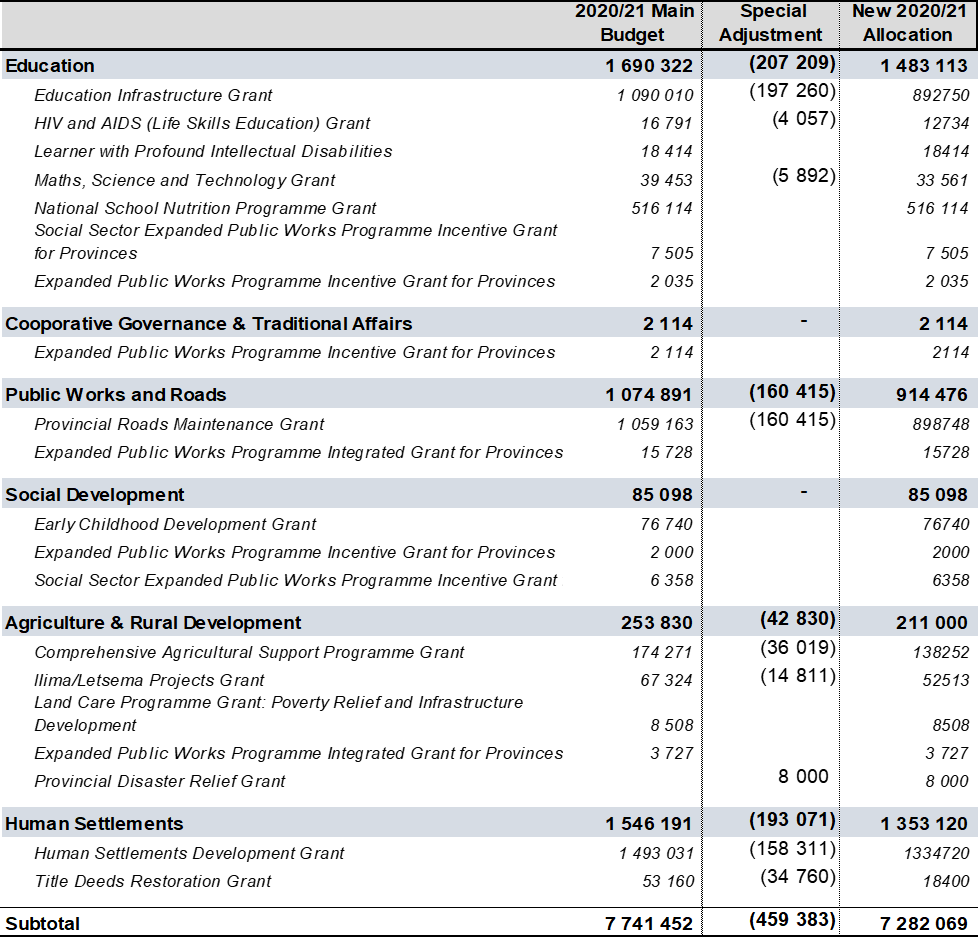 2020/21 Main Budget Special Adjustment New 2020/21 Allocation
Education 1 690 322 (207 209) 1 483 113
Education Infrastructure Grant 1 090 010 (197 260) 892750
HIV and AIDS (Life Skills Education) Grant 16 791 (4 057) 12734
Learner with Profound Intellectual Disabilities 18 414 18414
Maths, Science and Technology Grant 39 453 (5 892) 33 561
National School Nutrition Programme Grant 516 114 516 114
Social Sector Expanded Public Works Programme Incentive Grant
for Provinces 7 505 7 505
Expanded Public Works Programme Incentive Grant for Provinces 2 035 2 035
Cooporative Governance & Traditional Affairs 2 114 - 2 114
Expanded Public Works Programme Incentive Grant for Provinces 2 114 2114
Public Works and Roads 1 074 891 (160 415) 914 476
Provincial Roads Maintenance Grant 1 059 163 (160 415) 898748
Expanded Public Works Programme Integrated Grant for Provinces 15 728 15728
Social Development 85 098 - 85 098
Early Childhood Development Grant 76 740 76740
Expanded Public Works Programme Incentive Grant for Provinces 2 000 2000
Social Sector Expanded Public Works Programme Incentive Grant 6 358 6358
Agriculture & Rural Development 253 830 (42 830) 211 000
Comprehensive Agricultural Support Programme Grant 174 271 (36 019) 138252
Ilima/Letsema Projects Grant 67 324 (14 811) 52513
Land Care Programme Grant: Poverty Relief and Infrastructure
Development 8 508 8508
Expanded Public Works Programme Integrated Grant for Provinces 3 727 3 727
Provincial Disaster Relief Grant 8 000 8 000
Human Settlements 1 546 191 (193 071) 1 353 120
Human Settlements Development Grant 1 493 031 (158 311) 1334720
Title Deeds Restoration Grant 53 160 (34 760) 18400
Subtotal 7 741 452 (459 383) 7 282 069